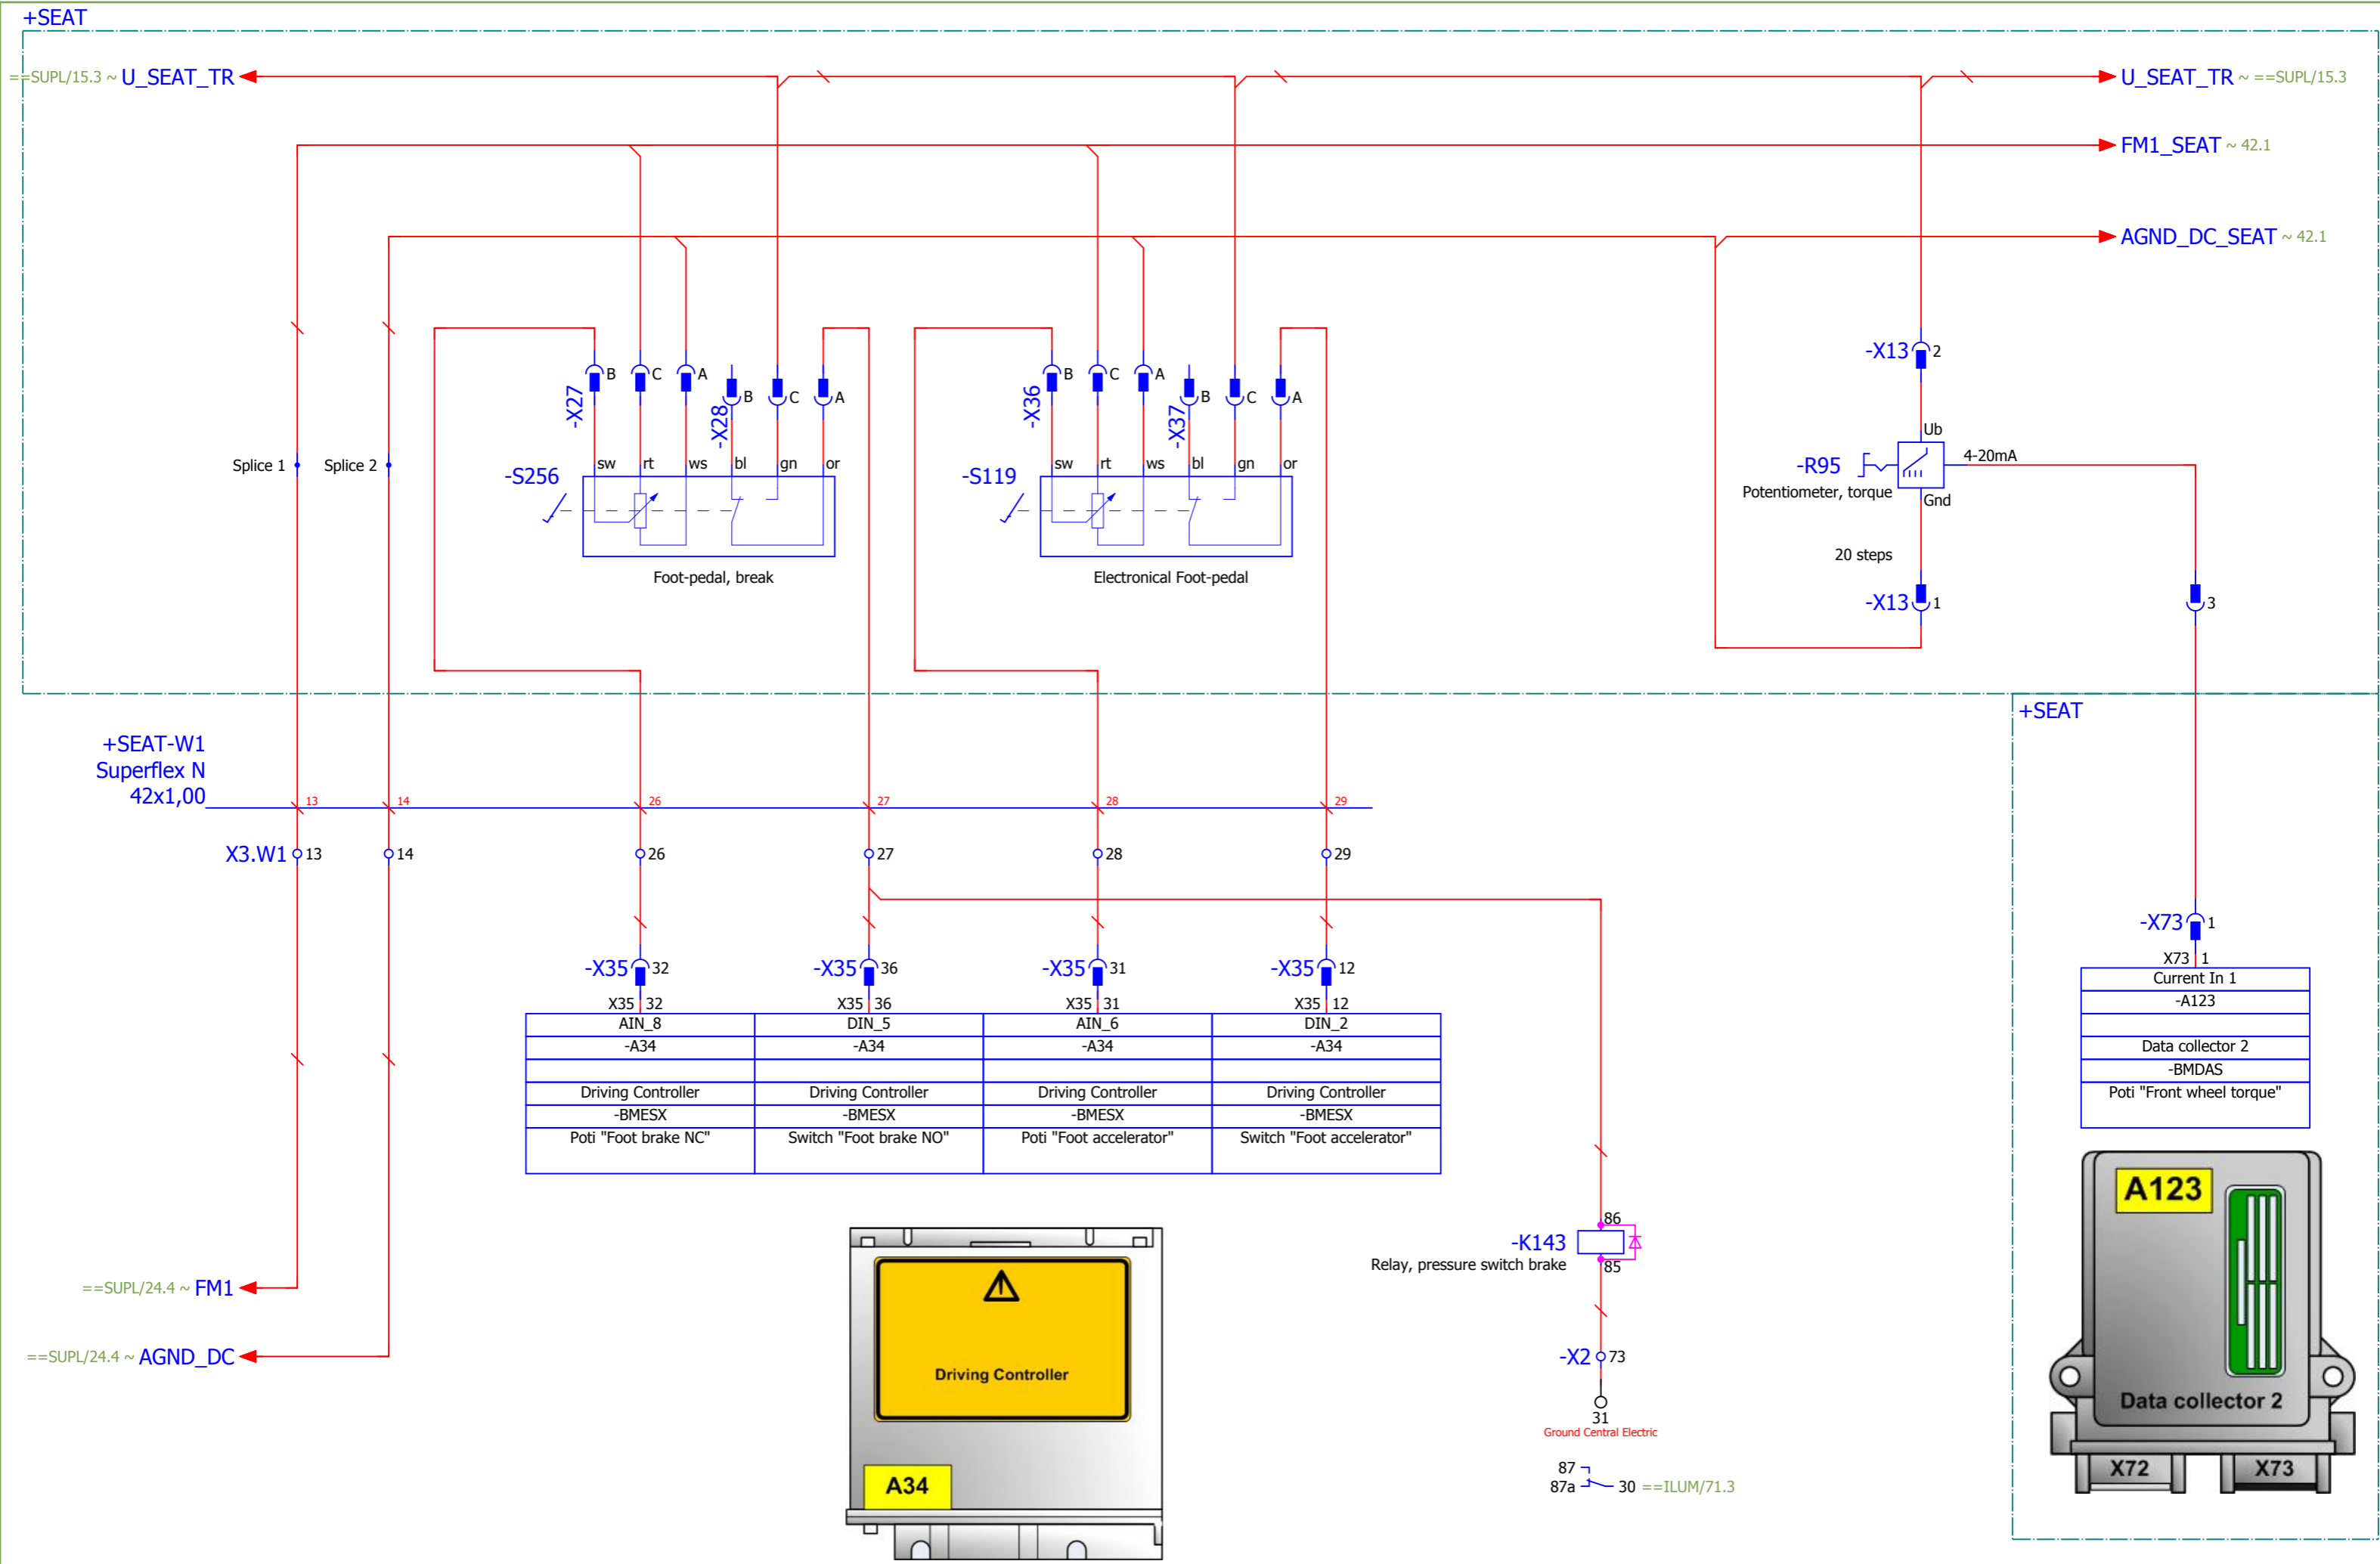 +SEAT
==SUPL/15.3 ~ U_SEAT_TR
U_SEAT_TR ~ ==SUPL/15.3
FM1_SEAT ~ 42.1
AGND_DC_SEAT ~ 42.1
-X27
B
C
A
-X28
B
C
A
-X36
B
C
A
-X37
B
C
A
-X13
2
Splice 1
Splice 2
-S256
sw
rt
ws
bl
gn
or
Foot-pedal, break
-S119
sw
rt
ws
bl
gn
or
Electronical Foot-pedal
Ub
-R95
4-20mA
Potentiometer, torque
Gnd
20 steps
-X13
1
3
+SEAT
+SEAT-W1
Superflex N
42x1,00
13
14
26
27
28
29
X3.W1
13
14
26
27
28
29
-X35
32
-X35
36
-X35
31
-X35
12
-X73
1
X35 32
X35 36
X35 31
X35 12
X73 1
AIN_8
DIN_5
AIN_6
DIN_2
-A34
-A34
-A34
-A34
Driving Controller
Driving Controller
Driving Controller
Driving Controller
-BMESX
-BMESX
-BMESX
-BMESX
Poti "Foot brake NC"
Switch "Foot brake NO"
Poti "Foot accelerator"
Switch "Foot accelerator"
Current In 1
-A123
Data collector 2
-BMDAS
Poti "Front wheel torque"
A123
Data collector 2
X72
X73
86
-K143
Relay, pressure switch brake
85
==SUPL/24.4 ~ FM1
==SUPL/24.4 ~ AGND_DC
Driving Controller
A34
-X2
73
31
Ground Central Electric
87
87a
30 ==ILUM/71.3